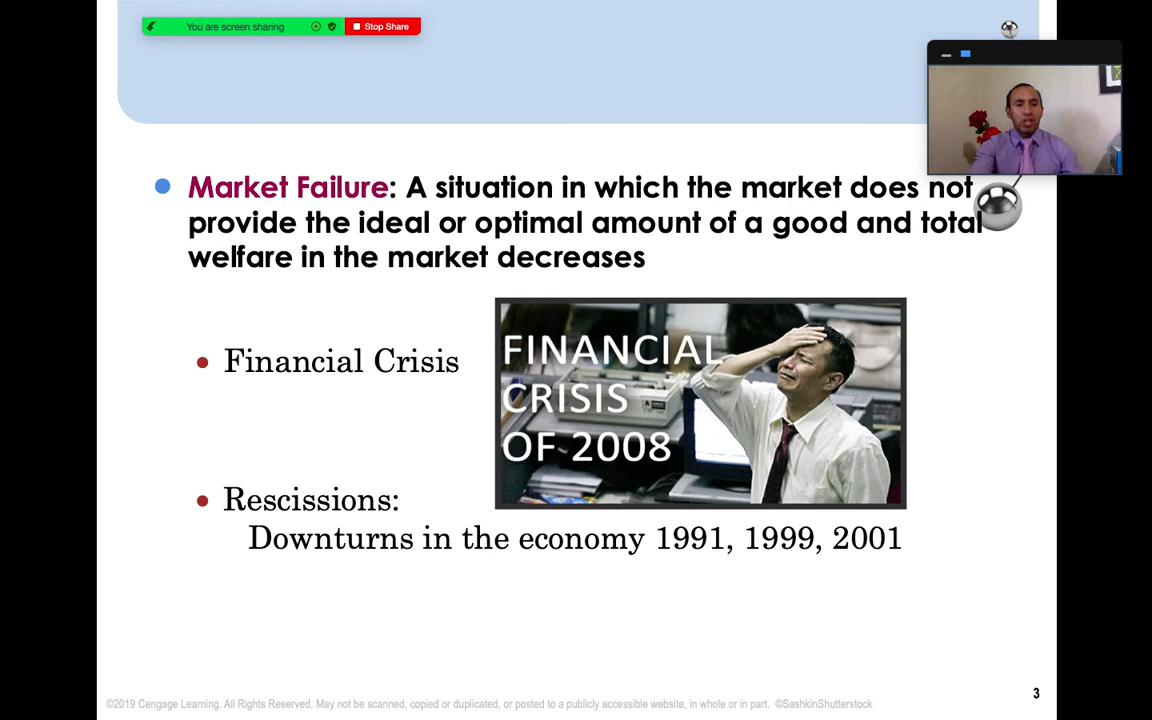 You are screen sharing
Stop Share
Market Failure: A situation in which the market does not
provide the ideal or optimal amount of a good and total
welfare in the market decreases
Financial Crisis
FINANCIAL
CRISIS
OF 2008
Rescissions:
Downturns in the economy 1991, 1999, 2001
©2019 Cengage Learning. All Rights Reserved. May not be scanned, copied or duplicated, or posted to a publicly accessible website, in whole or in part. ©SashkinShutterstock
3